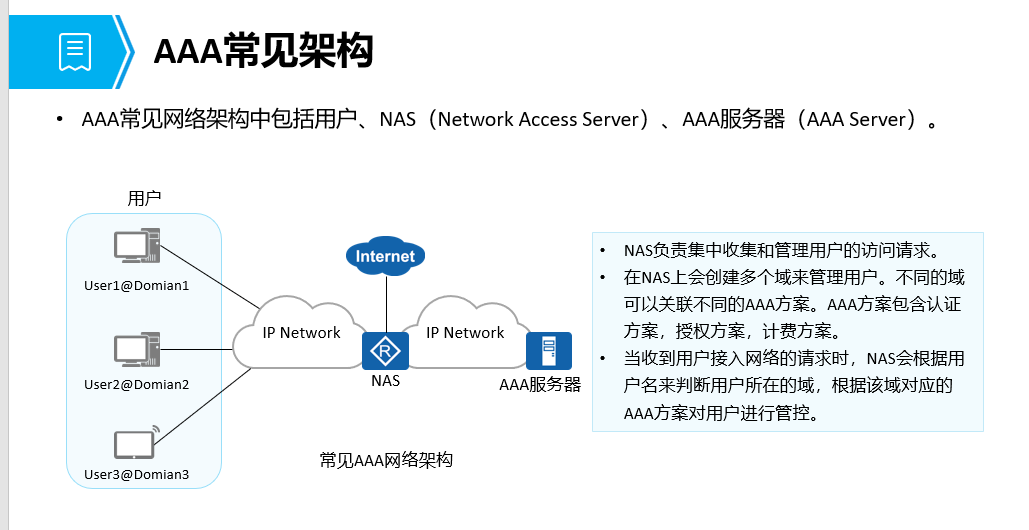 AAA常见架构
• AAA常见网络架构中包括用户、NAS（Network Access Server）、AAA服务器（AAA Server）。
用户
User1@Domian1
User2@Domian2
User3@Domian3
Internet
IP Network
IP Network
R
NAS
AAA服务器
常见AAA网络架构
• NAS负责集中收集和管理用户的访问请求。
• 在NAS上会创建多个域来管理用户。不同的域
可以关联不同的AAA方案。AAA方案包含认证
方案，授权方案，计费方案。
• 当收到用户接入网络的请求时，NAS会根据用
户名来判断用户所在的域，根据该域对应的
AAA方案对用户进行管控。